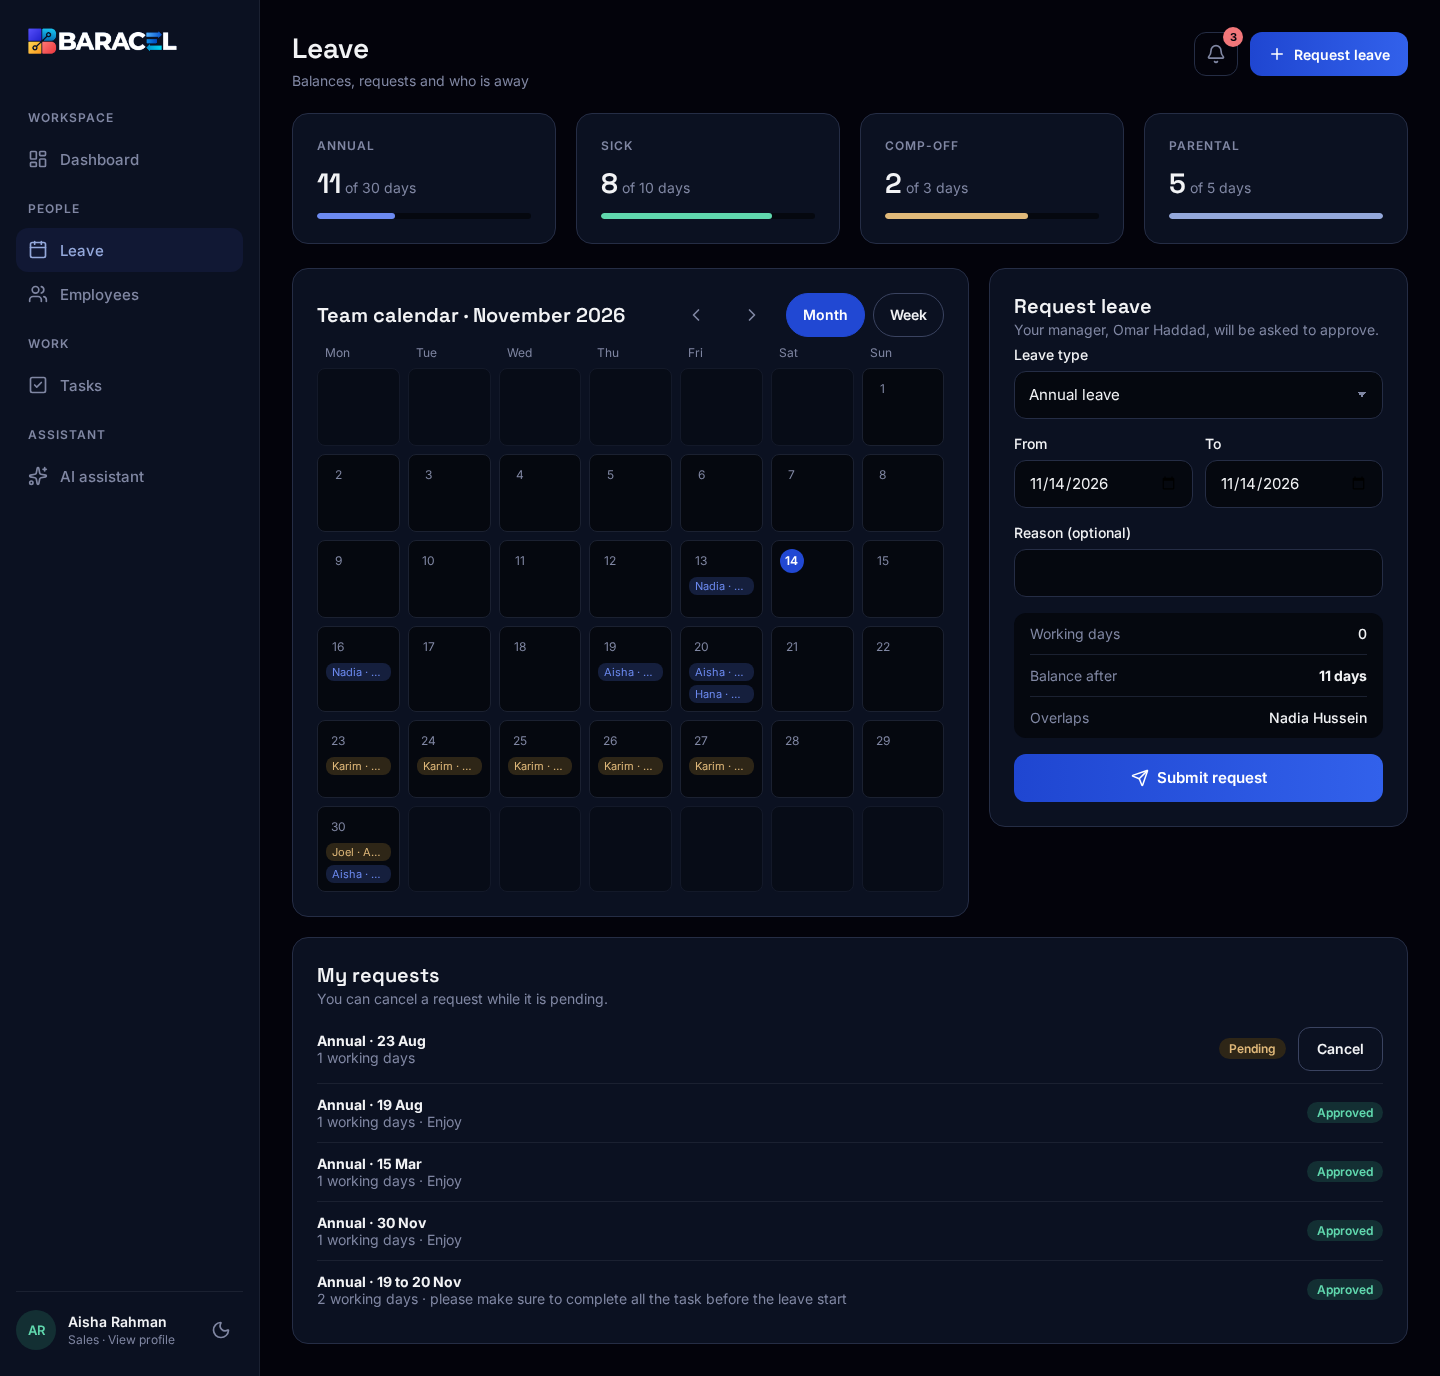 BARACEL
WORKSPACE
Dashboard
PEOPLE
Leave
Employees
WORK
Tasks
ASSISTANT
AI assistant
AR
Aisha Rahman
Sales · View profile
Leave
Balances, requests and who is away
3
Request leave
ANNUAL
11 of 30 days
SICK
8 of 10 days
COMP-OFF
2 of 3 days
PARENTAL
5 of 5 days
Team calendar · November 2026
Month
Week
Mon Tue Wed Thu Fri Sat Sun
1
2 3 4 5 6 7 8
9 10 11 12 13 14 15
Nadia · ...
16 17 18 19 20 21 22
Nadia · ... Aisha · ... Aisha · ...
Hana · ...
23 24 25 26 27 28 29
Karim · ... Karim · ... Karim · ... Karim · ... Karim · ...
30
Joel · A...
Aisha · ...
Request leave
Your manager, Omar Haddad, will be asked to approve.
Leave type
Annual leave
From To
11/14/2026 11/14/2026
Reason (optional)
Working days 0
Balance after 11 days
Overlaps Nadia Hussein
Submit request
My requests
You can cancel a request while it is pending.
Annual · 23 Aug
1 working days
Pending
Cancel
Annual · 19 Aug
1 working days · Enjoy
Approved
Annual · 15 Mar
1 working days · Enjoy
Approved
Annual · 30 Nov
1 working days · Enjoy
Approved
Annual · 19 to 20 Nov
2 working days · please make sure to complete all the task before the leave start
Approved